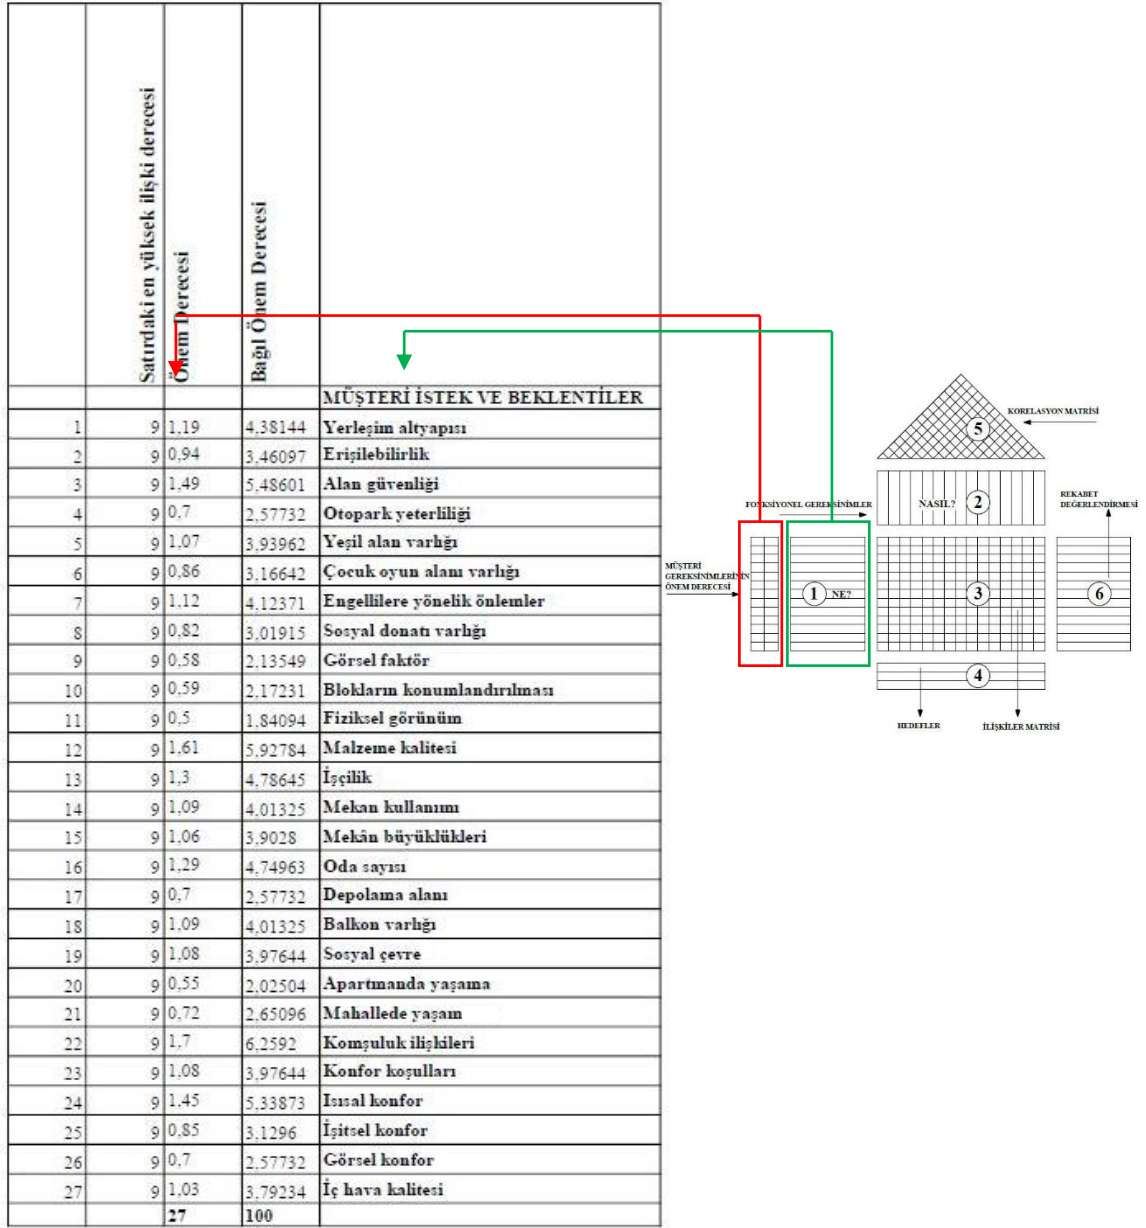 Satırdaki en yüksek ilişki derecesi
Önem Derecesi
Bağıl Önem Derecesi
MÜŞTERİ İSTEK VE BEKLENTİLER
1 9 1,19 4,38144 Yerleşim altyapısı
2 9 0,94 3,46097 Erişilebilirlik
3 9 1,49 5,48601 Alan güvenliği
4 9 0,7 2,57732 Otopark yeterliliği
5 9 1,07 3,93962 Yeşil alan varlığı
6 9 0,86 3,16642 Çocuk oyun alanı varlığı
7 9 1,12 4,12371 Engellilere yönelik önlemler
8 9 0,82 3,01915 Sosyal donatı varlığı
9 9 0,58 2,13549 Görsel faktör
10 9 0,59 2,17231 Blokların konumlandırılması
11 9 0,5 1,84094 Fiziksel görünüm
12 9 1,61 5,92784 Malzeme kalitesi
13 9 1,3 4,78645 İşçilik
14 9 1,09 4,01325 Mekan kullanımı
15 9 1,06 3,9028 Mekân büyüklükleri
16 9 1,29 4,74963 Oda sayısı
17 9 0,7 2,57732 Depolama alanı
18 9 1,09 4,01325 Balkon varlığı
19 9 1,08 3,97644 Sosyal çevre
20 9 0,55 2,02504 Apartmanda yaşama
21 9 0,72 2,65096 Mahallede yaşam
22 9 1,7 6,2592 Komşuluk ilişkileri
23 9 1,08 3,97644 Konfor koşulları
24 9 1,45 5,33873 Isısal konfor
25 9 0,85 3,1296 İşitsel konfor
26 9 0,7 2,57732 Görsel konfor
27 9 1,03 3,79234 İç hava kalitesi
27 100
KORELASYON MATRİSİ
5
FONKSİYONEL GEREKSİNİMLER
NASIL? 2
REKABET
DEĞERLENDİRMESİ
MÜŞTERİ
GEREKSİNİMLERİNİN
ÖNEM DERECESİ
1 NE?
3
6
4
HEDEFLER
İLİŞKİLER MATRİSİ